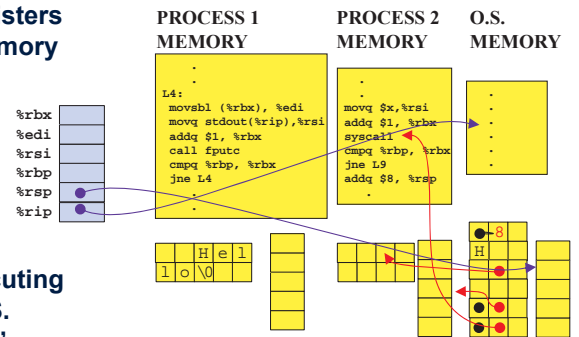 sters
mory
PROCESS 1
MEMORY
PROCESS 2
MEMORY
O.S.
MEMORY
%rbx
%edi
%rsi
%rbp
%rsp
%rip
.
.
L4:
movsbl (%rbx), %edi
movq stdout(%rip),%rsi
addq $1, %rbx
call fputc
cmpq %rbp, %rbx
jne L4
.
.
.
.
movq $x,%rsi
addq $1, %rbx
syscall
cmpq %rbp, %rbx
jne L9
addq $8, %rsp
.
.
.
.
.
.
.
H e l
l o \0
8
H
cuting
S.